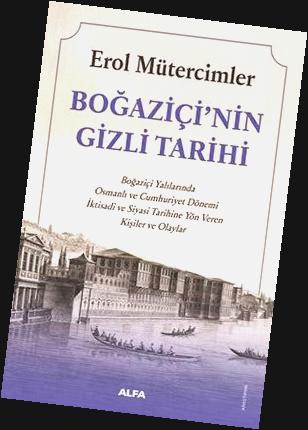 Erol Mütercimler
BOĞAZİÇİ'NİN
GİZLİ TARİHİ
Boğaziçi Yalılarında
Osmanlı ve Cumhuriyet Dönemi
İktisadi ve Siyasi Tarihine Yön Veren
Kişiler ve Olaylar
ALFA